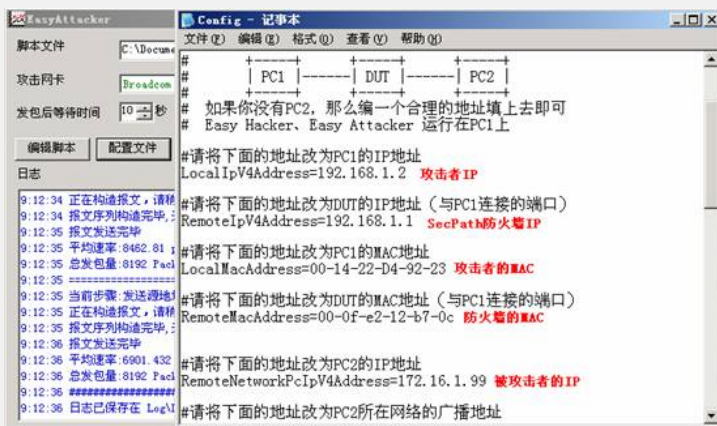 EasyAttacker
脚本文件
C:\Docume
攻击网卡
Broadcom
发包后等待时间 10 秒
编辑脚本 配置文件
日志
9:12:34 正在构造报文，请稍
9:12:34 报文序列构造完毕,
9:12:35 报文发送完毕
9:12:35 平均速率:8462.81
9:12:35 总发包量:8192 Pack
9:12:35 ==================
9:12:35 当前步骤:发送源地
9:12:35 正在构造报文，请稍
9:12:35 报文序列构造完毕,
9:12:36 报文发送完毕
9:12:36 平均速率:6901.432
9:12:36 总发包量:8192 Pack
9:12:36 ##################
9:12:36 日志已保存在 Log\
Config - 记事本
文件(F) 编辑(E) 格式(O) 查看(V) 帮助(H)
# +-----+ +-----+ +-----+
# | PC1 |------| DUT |------| PC2 |
# +-----+ +-----+ +-----+
# 如果你没有PC2，那么编一个合理的地址填上去即可
# Easy Hacker、Easy Attacker 运行在PC1上
#请将下面的地址改为PC1的IP地址
LocalIpV4Address=192.168.1.2 攻击者IP
#请将下面的地址改为DUT的IP地址（与PC1连接的端口）
RemoteIpV4Address=192.168.1.1 SecPath防火墙IP
#请将下面的地址改为PC1的MAC地址
LocalMacAddress=00-14-22-D4-92-23 攻击者的MAC
#请将下面的地址改为DUT的MAC地址（与PC1连接的端口）
RemoteMacAddress=00-0f-e2-12-b7-0c 防火墙的MAC
#请将下面的地址改为PC2的IP地址
RemoteNetworkPcIpV4Address=172.16.1.99 被攻击者的IP
#请将下面的地址改为PC2所在网络的广播地址